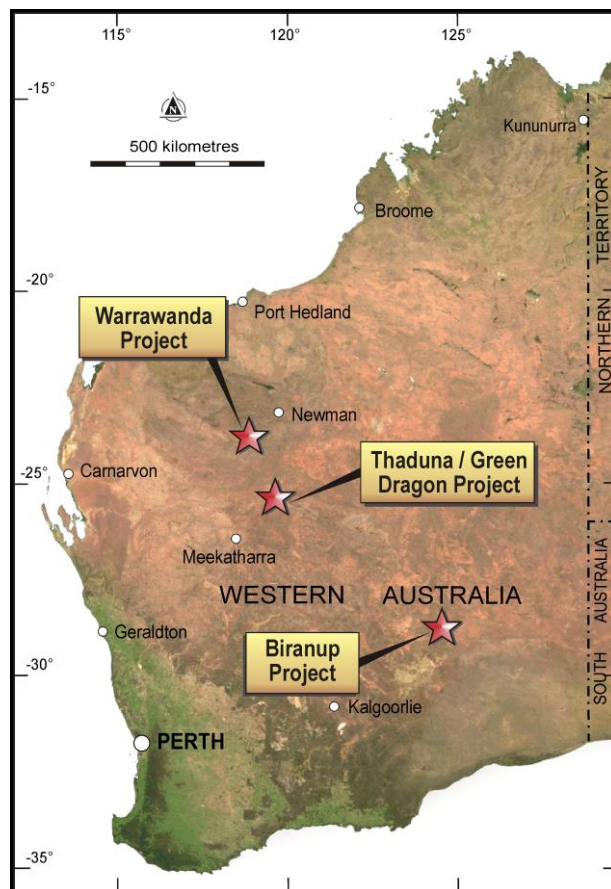 115°
120°
125°
-15°
-20°
-25°
-30°
-35°
N
500 kilometres
Kununurra
Broome
NORTHERN TERRITORY
Port Hedland
Warrawanda
Project
Newman
Thaduna / Green
Dragon Project
Carnarvon
Meekatharra
WESTERN AUSTRALIA
SOUTH AUSTRALIA
Geraldton
Biranup
Project
Kalgoorlie
PERTH